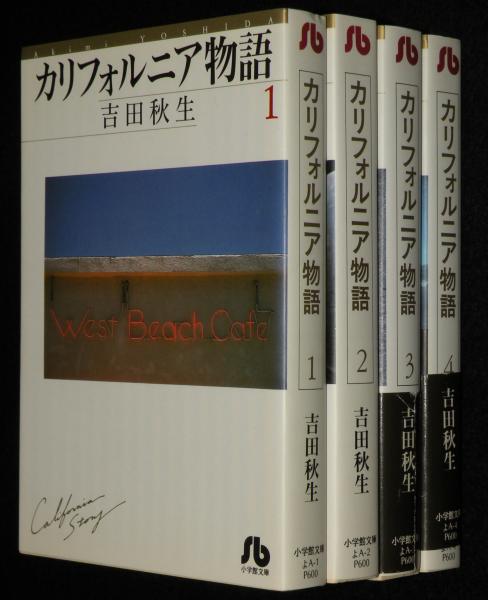 Akimi YOSHIDA
カリフォルニア物語
吉田秋生
1
West Beach Café
California
Story
小学館文庫
カリフォルニア物語
1
吉田秋生
小学館文庫
よA-1
P600
カリフォルニア物語
2
吉田秋生
小学館文庫
よA-2
P600
カリフォルニア物語
3
吉田秋生
小学館文庫
P600
カリフォルニア物語
4
吉田秋生
小学館文庫
よA-4
P600